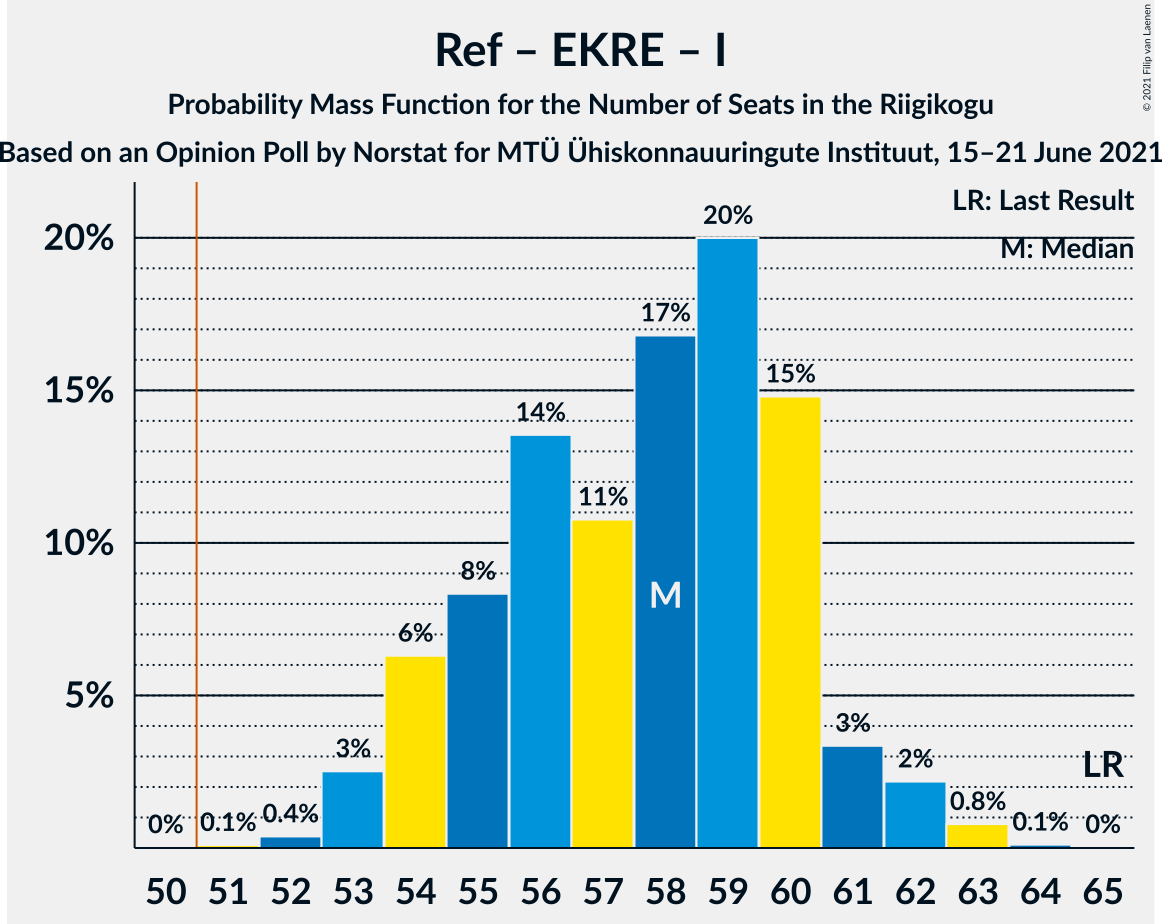 Ref – EKRE – I
Probability Mass Function for the Number of Seats in the Riigikogu
Based on an Opinion Poll by Norstat for MTÜ Ühiskonnauuringute Instituut, 15–21 June 2021
© 2021 Filip van Laenen
LR: Last Result
M: Median
20%
15%
10%
5%
0%
0.1%
0.4%
3%
6%
8%
14%
11%
17%
20%
15%
3%
2%
0.8%
0.1%
0%
M
LR
50 51 52 53 54 55 56 57 58 59 60 61 62 63 64 65